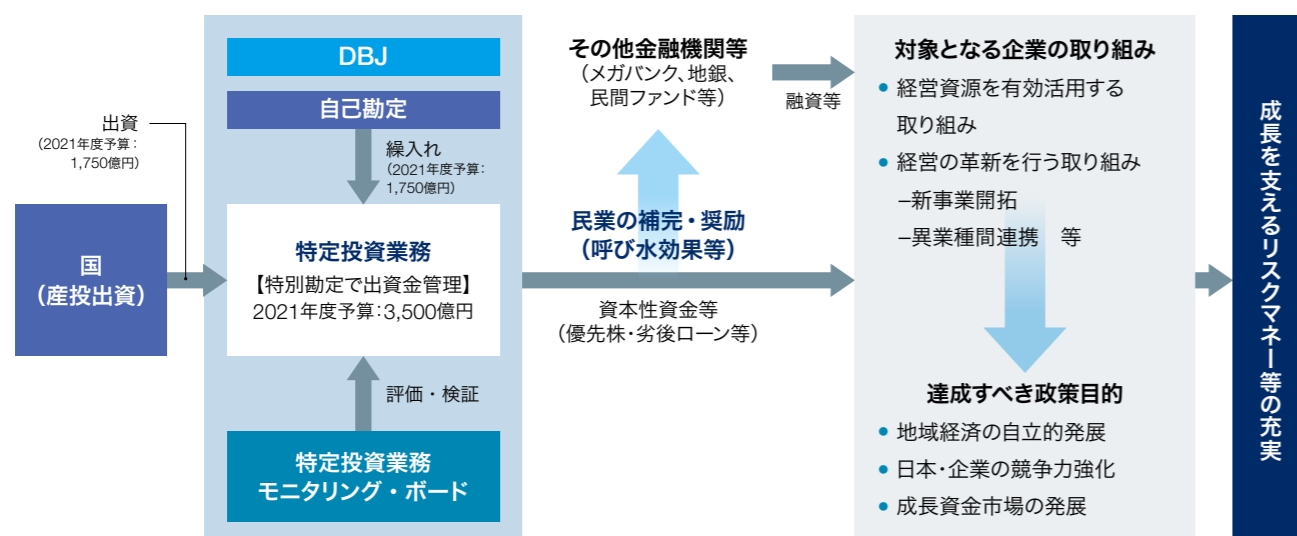 出資
(2021年度予算:
1,750億円)
国
(産投出資)
DBJ
自己勘定
繰入れ
(2021年度予算:
1,750億円)
特定投資業務
【特別勘定で出資金管理】
2021年度予算:3,500億円
評価・検証
特定投資業務
モニタリング・ボード
その他金融機関等
(メガバンク、地銀、
民間ファンド等)
融資等
民業の補完・奨励
(呼び水効果等)
資本性資金等
(優先株・劣後ローン等)
対象となる企業の取り組み
• 経営資源を有効活用する
取り組み
• 経営の革新を行う取り組み
–新事業開拓
–異業種間連携 等
達成すべき政策目的
• 地域経済の自立的発展
• 日本・企業の競争力強化
• 成長資金市場の発展
成長を支えるリスクマネー等の充実